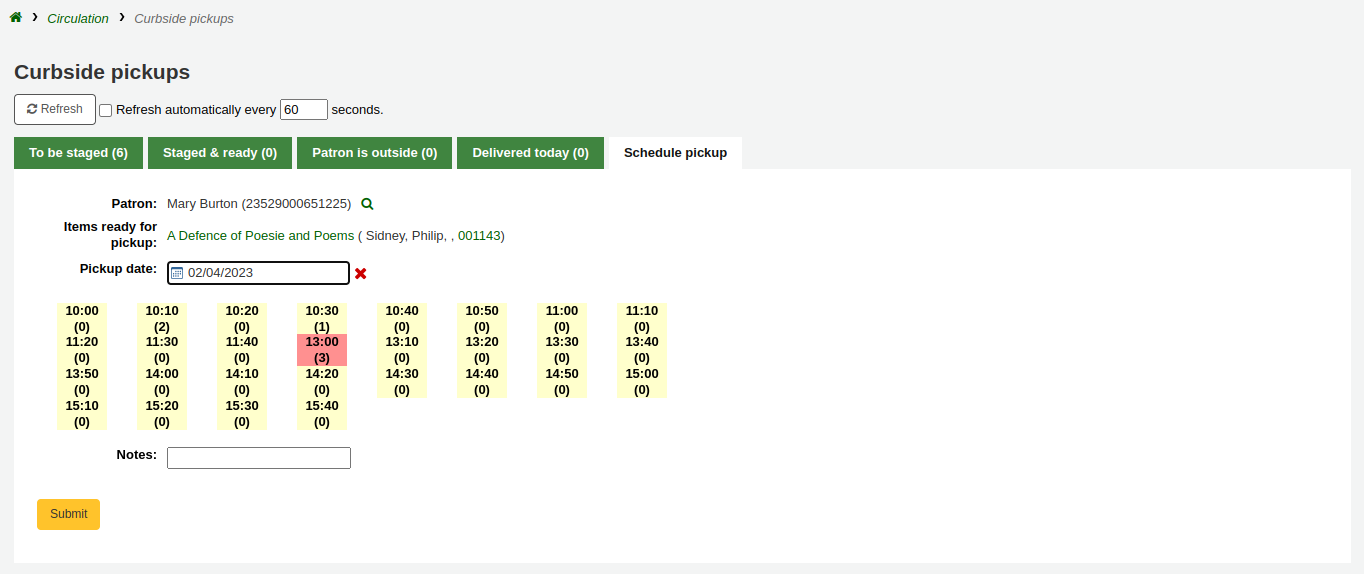 Circulation Curbside pickups
Curbside pickups
Refresh Refresh automatically every 60 seconds.
To be staged (6) Staged & ready (0) Patron is outside (0) Delivered today (0) Schedule pickup
Patron: Mary Burton (23529000651225)
Items ready for
pickup: A Defence of Poesie and Poems ( Sidney, Philip, , 001143)
Pickup date: 02/04/2023
10:00 10:10 10:20 10:30 10:40 10:50 11:00 11:10
(0) (2) (0) (1) (0) (0) (0) (0)
11:20 11:30 11:40 13:00 13:10 13:20 13:30 13:40
(0) (0) (0) (3) (0) (0) (0) (0)
13:50 14:00 14:10 14:20 14:30 14:40 14:50 15:00
(0) (0) (0) (0) (0) (0) (0) (0)
15:10 15:20 15:30 15:40
(0) (0) (0) (0)
Notes:
Submit